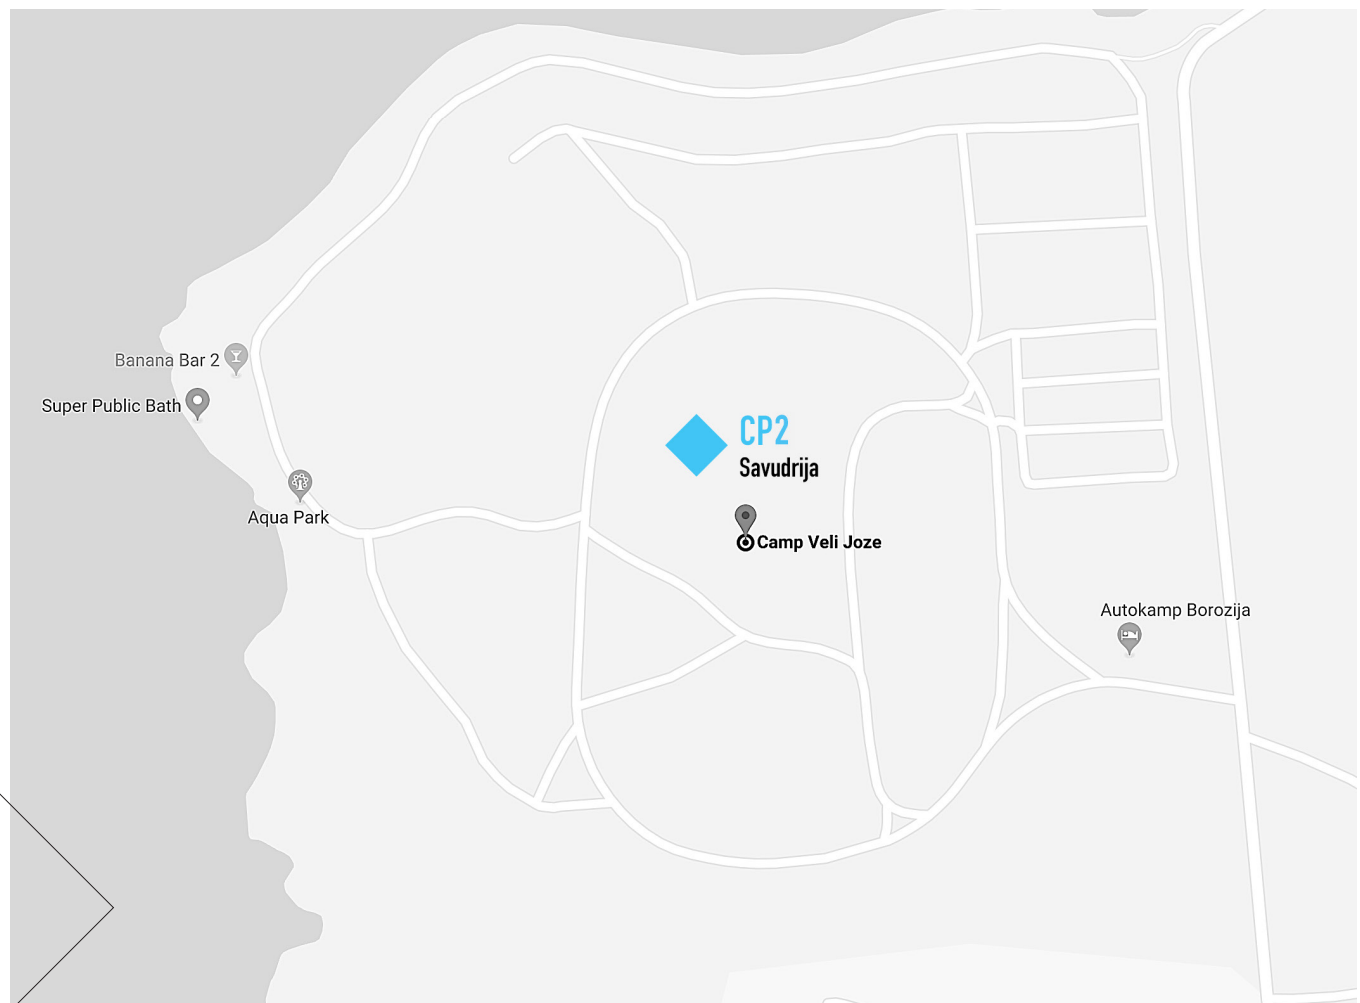 CP2
Savudrija
Banana Bar 2
Super Public Bath
Aqua Park
Camp Veli Joze
Autokamp Borozija